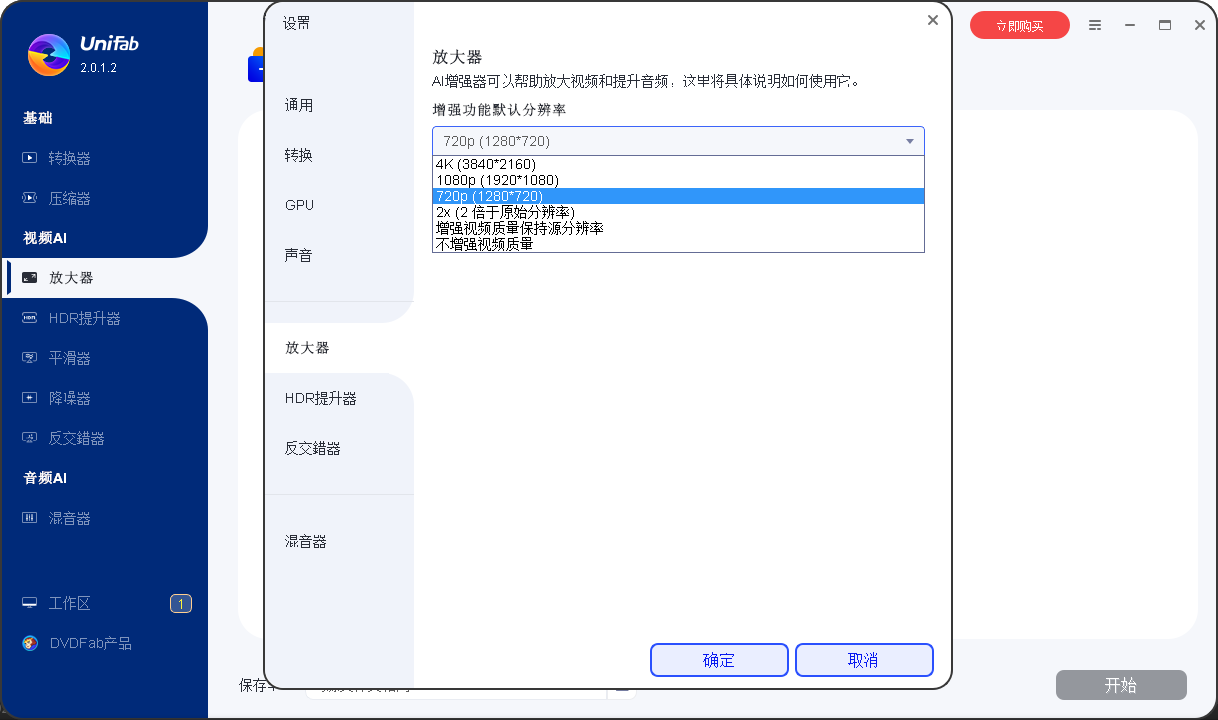 UniFab
2.0.1.2
基础
转换器
压缩器
视频AI
放大器
HDR提升器
平滑器
降噪器
反交錯器
音频AI
混音器
工作区
1
DVDFab产品
设置
通用
转换
GPU
声音
放大器
HDR提升器
反交錯器
混音器
放大器
AI增强器可以帮助放大视频和提升音频，这里将具体说明如何使用它。
增强功能默认分辨率
720p (1280*720)
4K (3840*2160)
1080p (1920*1080)
720p (1280*720)
2x (2 倍于原始分辨率)
增强视频质量保持源分辨率
不增强视频质量
确定
取消
立即购买
保存
开始